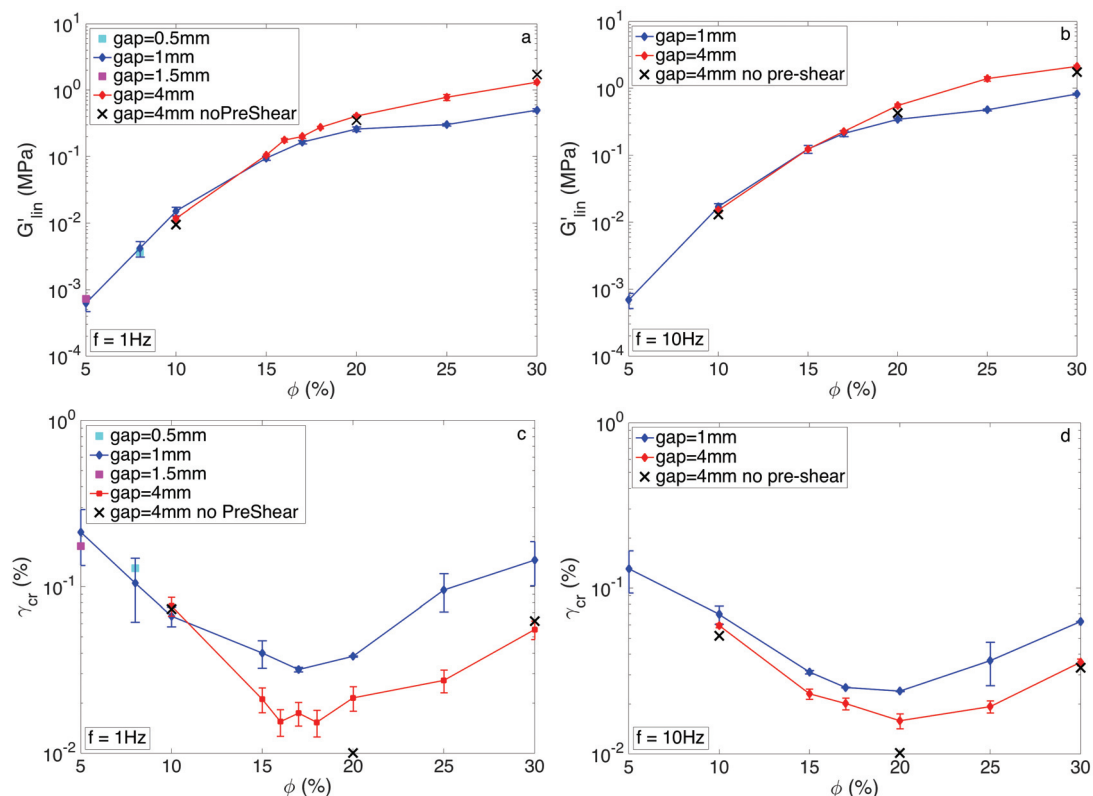 a
gap=0.5mm
gap=1mm
gap=1.5mm
gap=4mm
gap=4mm noPreShear
10^1
10^0
10^-1
10^-2
10^-3
10^-4
G'lin (MPa)
f = 1Hz
5 10 15 20 25 30
ϕ (%)
b
gap=1mm
gap=4mm
gap=4mm no pre-shear
10^1
10^0
10^-1
10^-2
10^-3
10^-4
G'lin (MPa)
f = 10Hz
5 10 15 20 25 30
ϕ (%)
c
gap=0.5mm
gap=1mm
gap=1.5mm
gap=4mm
gap=4mm no PreShear
10^0
10^-1
10^-2
γcr (%)
f = 1Hz
5 10 15 20 25 30
ϕ (%)
d
gap=1mm
gap=4mm
gap=4mm no pre-shear
10^0
10^-1
10^-2
γcr (%)
f = 10Hz
5 10 15 20 25 30
ϕ (%)